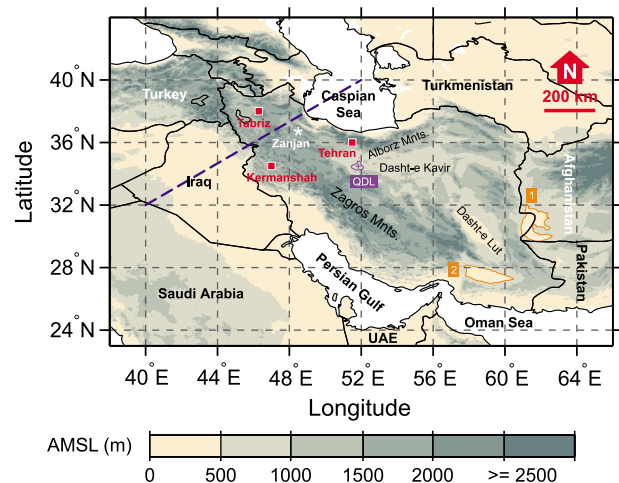 40°N
36°N
32°N
28°N
24°N
Latitude
Turkey
Caspian
Sea
Turkmenistan
N
200 km
Tabriz
*
Zanjan
Tehran
Alborz Mnts.
Kermanshah
Dasht-e Kavir
QDL
Iraq
Zagros Mnts.
Dasht-e Lut
1
Afghanistan
2
Pakistan
Persian Gulf
Saudi Arabia
Oman Sea
UAE
40°E
44°E
48°E
52°E
56°E
60°E
64°E
Longitude
AMSL (m)
0
500
1000
1500
2000
>= 2500